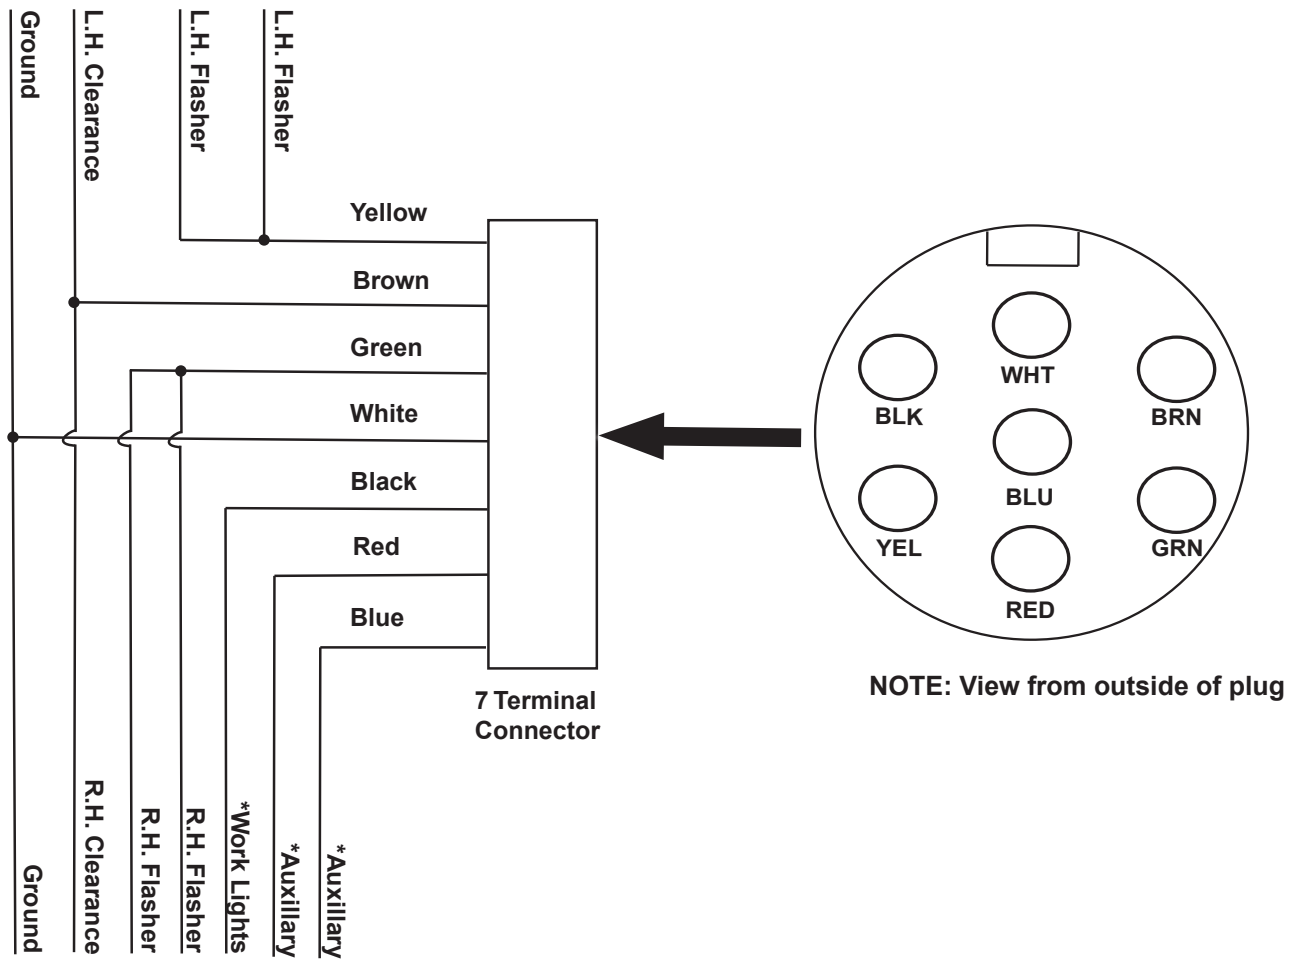 Ground
L.H. Clearance
L.H. Flasher
L.H. Flasher
Yellow
Brown
Green
White
Black
Red
Blue
7 Terminal
Connector
Ground
R.H. Clearance
R.H. Flasher
R.H. Flasher
*Work Lights
*Auxillary
*Auxillary
WHT
BLK
BRN
BLU
YEL
GRN
RED
NOTE: View from outside of plug